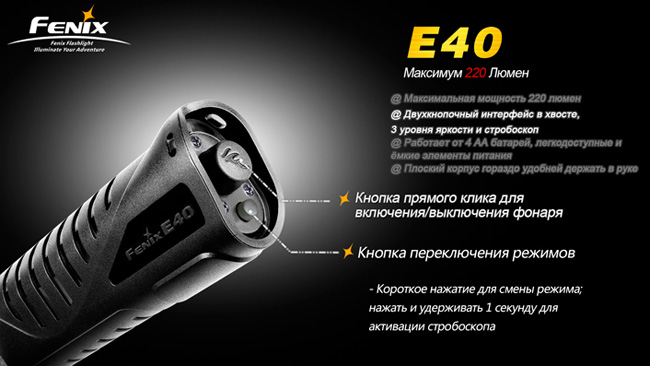 FENIX
Fenix Flashlight
Illuminate Your Adventure
E40
Максимум 220 Люмен
@ Максимальная мощность 220 люмен
@ Двухкнопочный интерфейс в хвосте,
3 уровня яркости и стробоскоп
@ Работает от 4 АА батарей, легкодоступные и
ёмкие элементы питания
@ Плоский корпус гораздо удобней держать в руке
Кнопка прямого клика для
включения/выключения фонаря
FENIX E40
Кнопка переключения режимов
- Короткое нажатие для смены режима;
нажать и удерживать 1 секунду для
активации стробоскопа